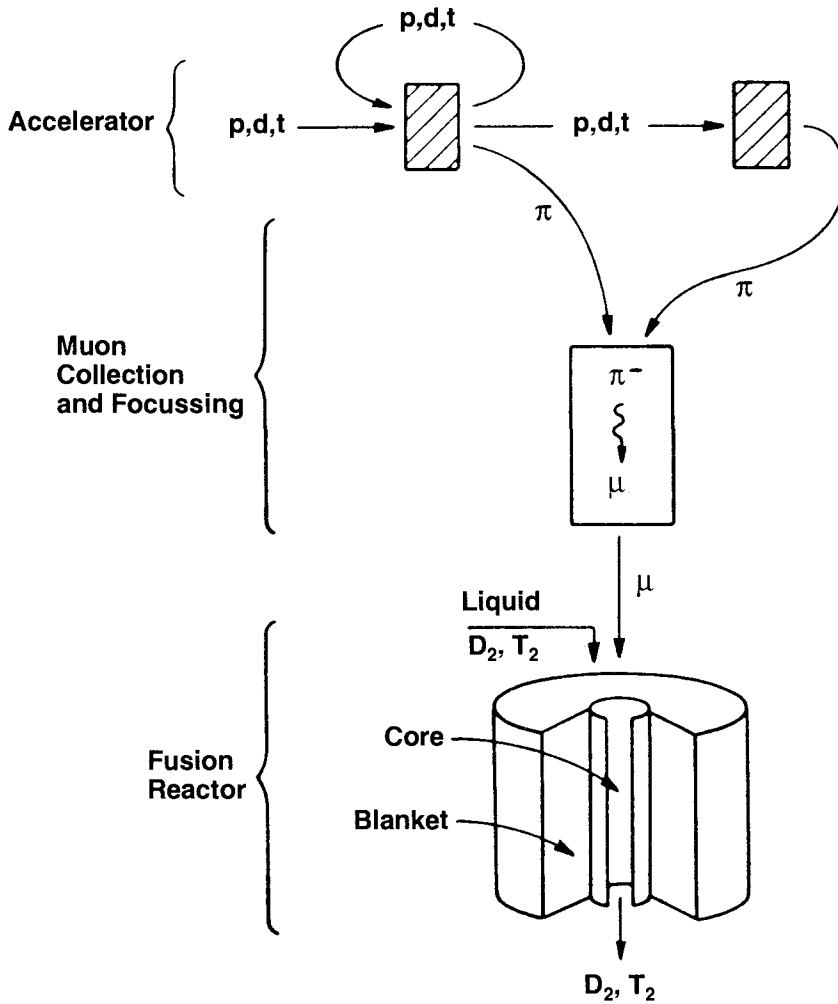 p,d,t
Accelerator
p,d,t
p,d,t
π
π
Muon
Collection
and Focussing
π⁻
μ
μ
Liquid
D₂, T₂
Core
Fusion
Reactor
Blanket
D₂, T₂